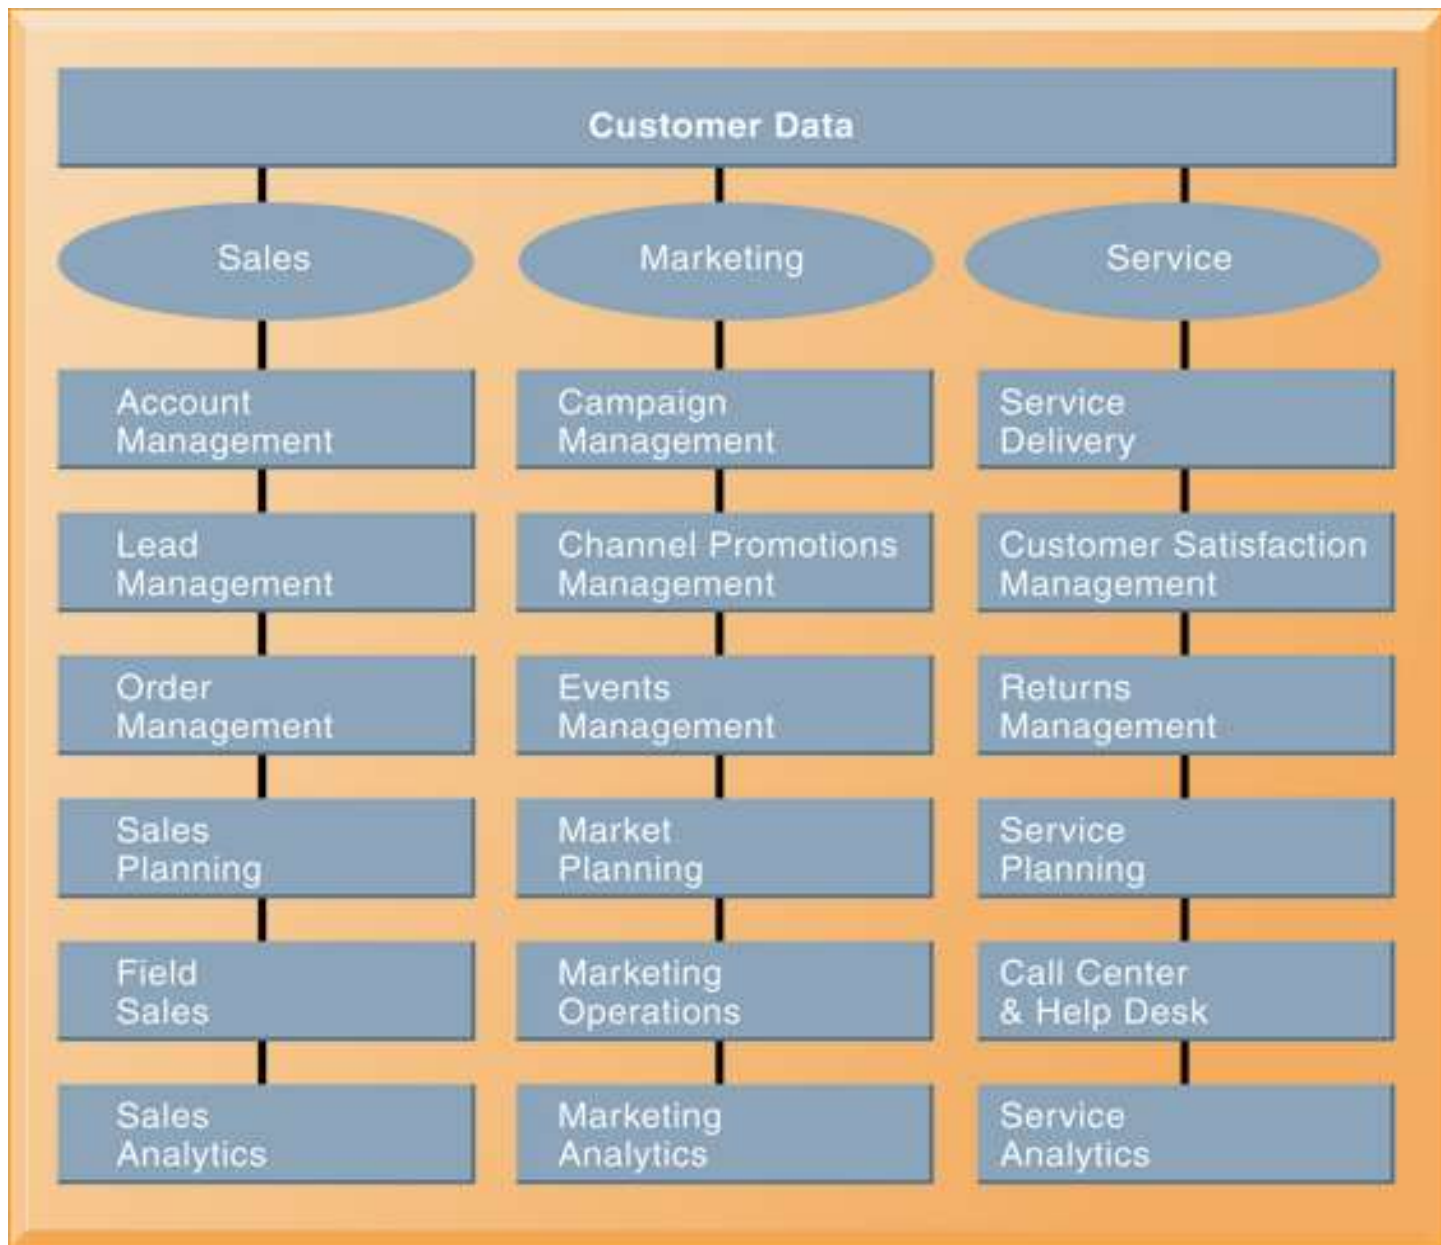 Customer Data
Sales
Marketing
Service
Account
Management
Campaign
Management
Service
Delivery
Lead
Management
Channel Promotions
Management
Customer Satisfaction
Management
Order
Management
Events
Management
Returns
Management
Sales
Planning
Market
Planning
Service
Planning
Field
Sales
Marketing
Operations
Call Center
& Help Desk
Sales
Analytics
Marketing
Analytics
Service
Analytics